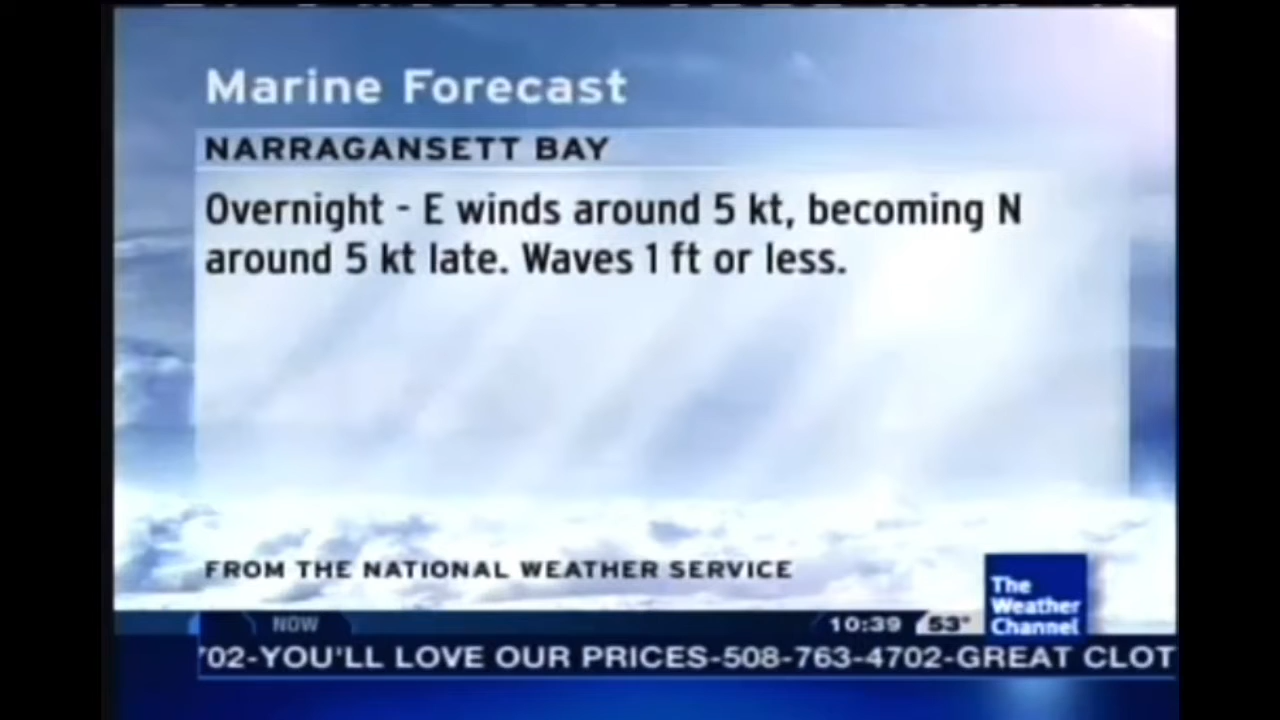 Marine Forecast
NARRAGANSETT BAY
Overnight - E winds around 5 kt, becoming N
around 5 kt late. Waves 1 ft or less.
FROM THE NATIONAL WEATHER SERVICE
The
Weather
Channel
NOW
10:39 53°
'02-YOU'LL LOVE OUR PRICES-508-763-4702-GREAT CLOT